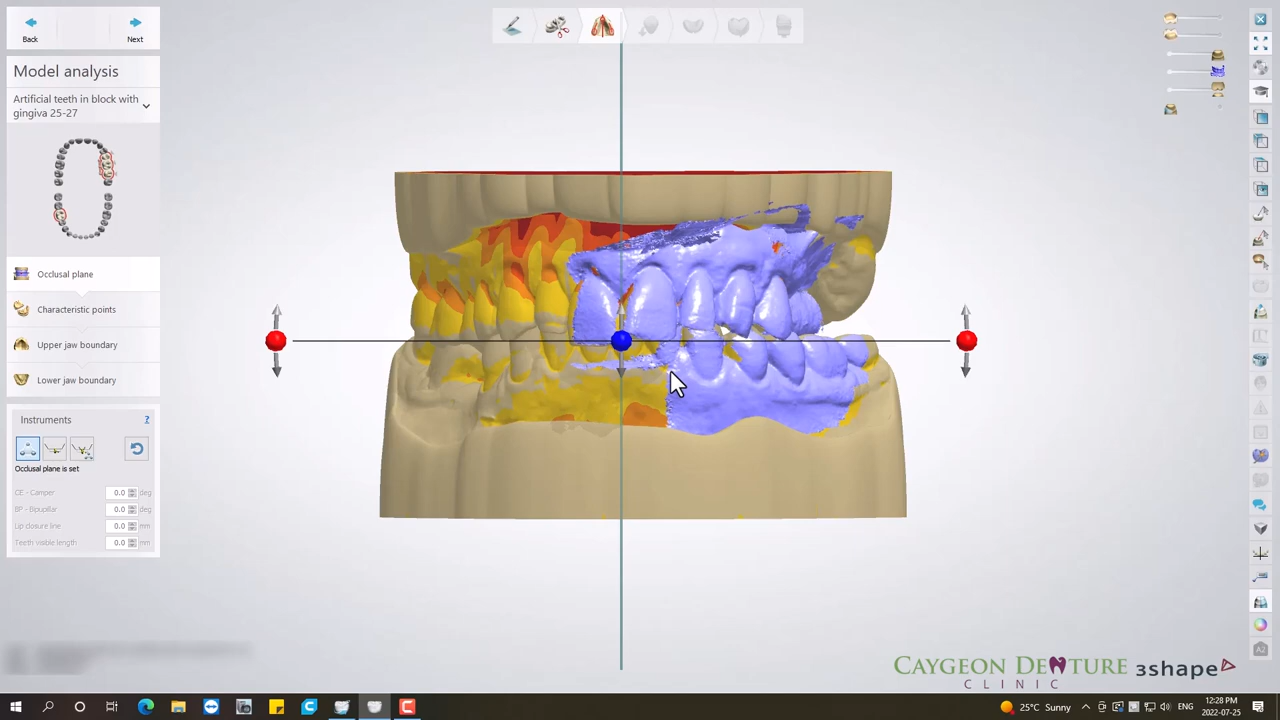 Back
Next
Model analysis
Artificial teeth in block with
gingiva 25-27
Occlusal plane
Characteristic points
Upper jaw boundary
Lower jaw boundary
Instruments
?
Occlusal plane is set
CE - Camper 0.0 deg
BP - Bipupillar 0.0 deg
Lip closure line 0.0 mm
Teeth visible length 0.0 mm
A2
CAYGEON DENTURE
CLINIC
3shape
25°C Sunny
ENG
12:28 PM
2022-07-25